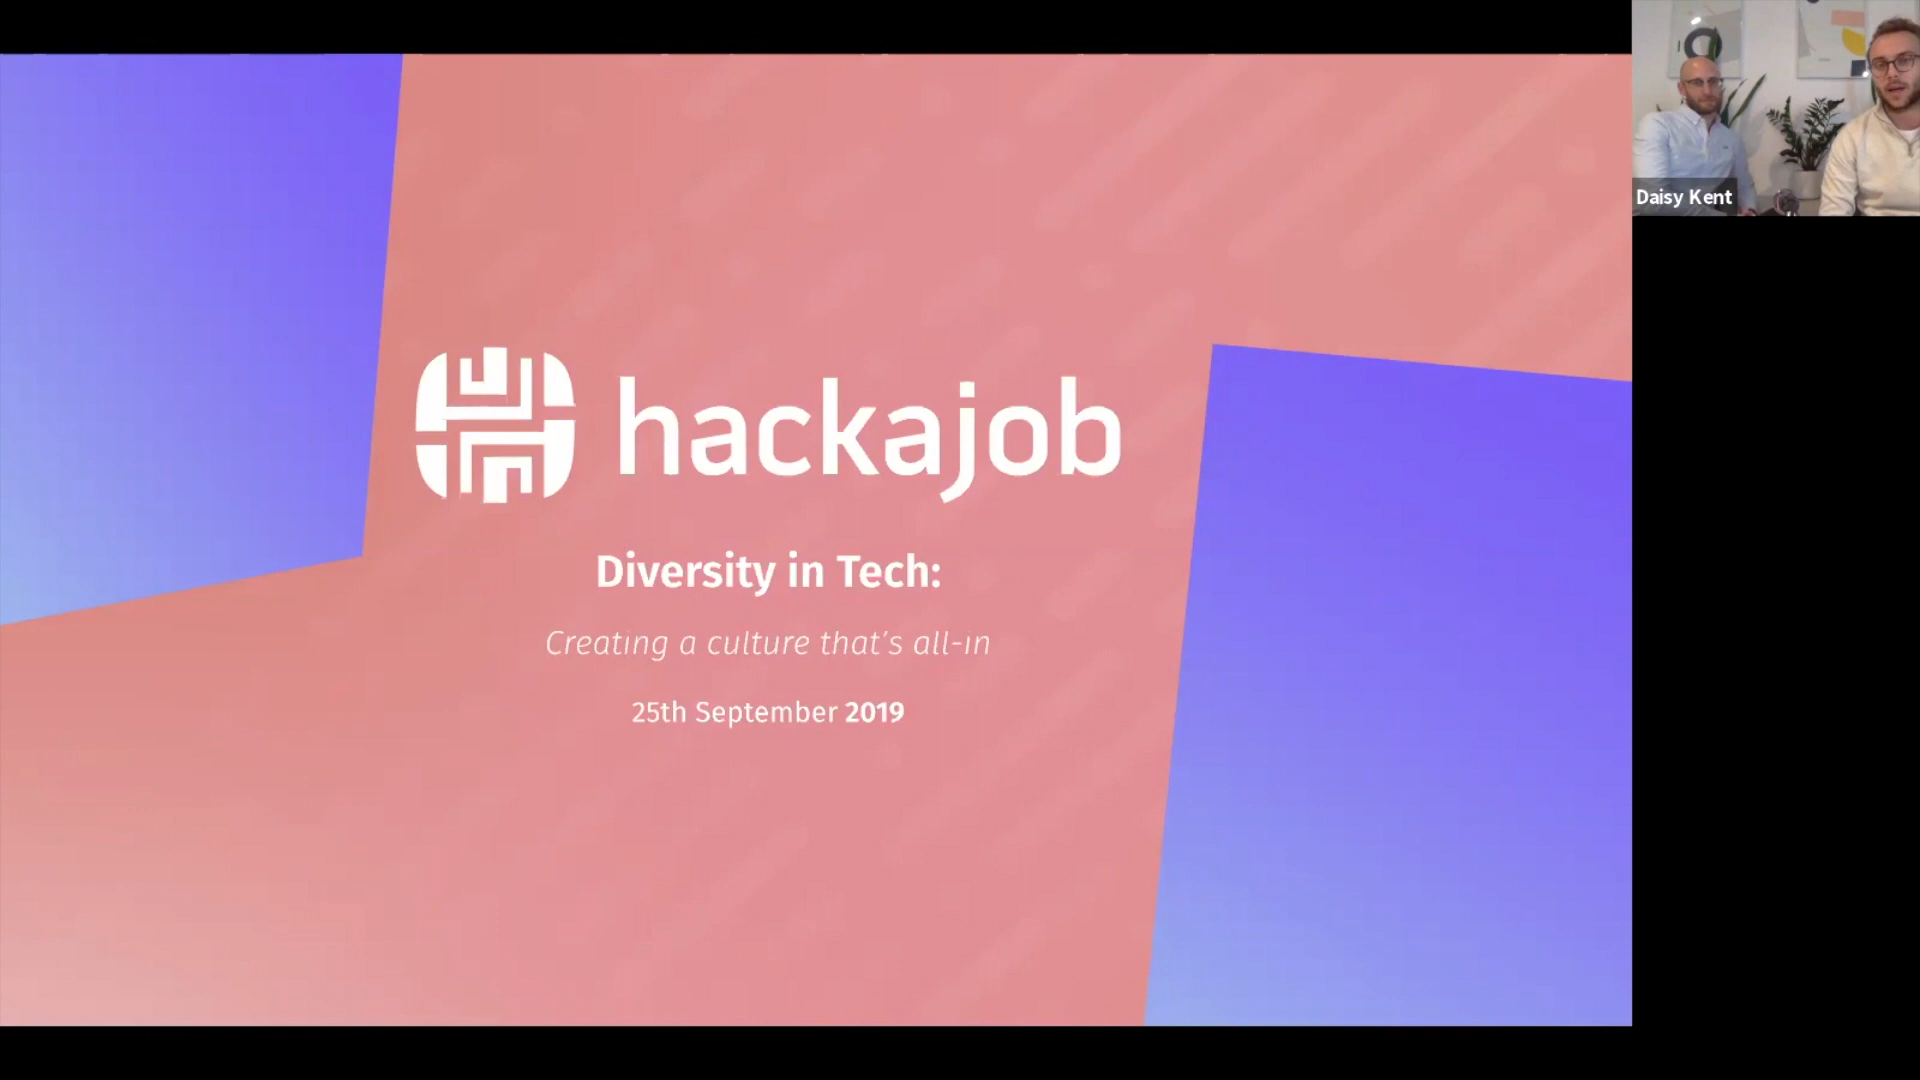 hackajob
Diversity in Tech:
Creating a culture that's all-in
25th September 2019
Daisy Kent